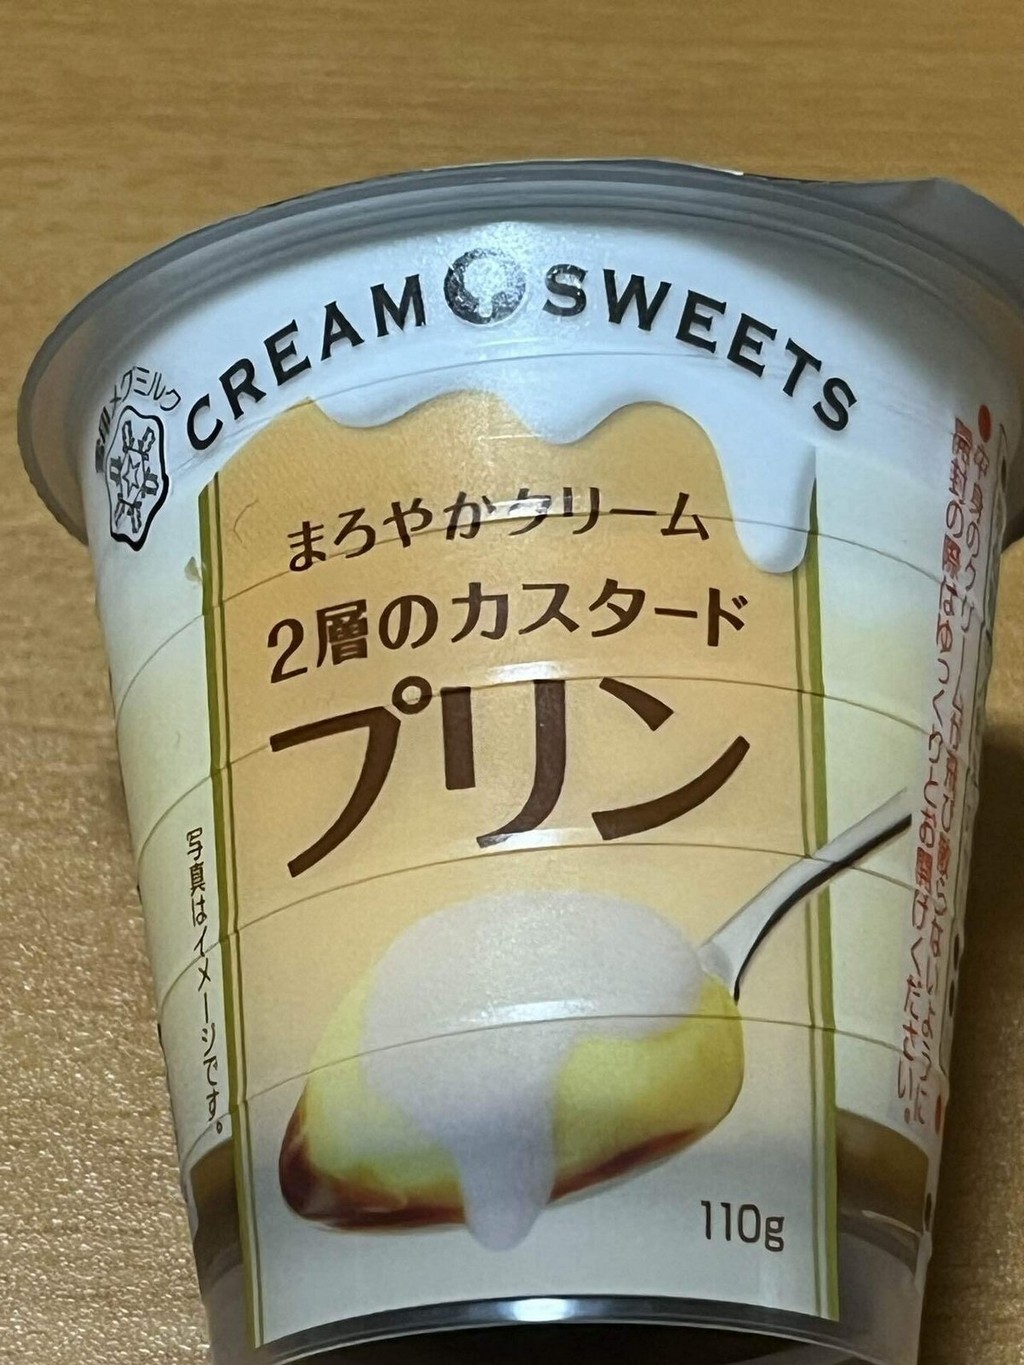 CREAM SWEETS
雪印メグミルク
まろやかクリーム
2層のカスタード
プリン
写真はイメージです。
110g